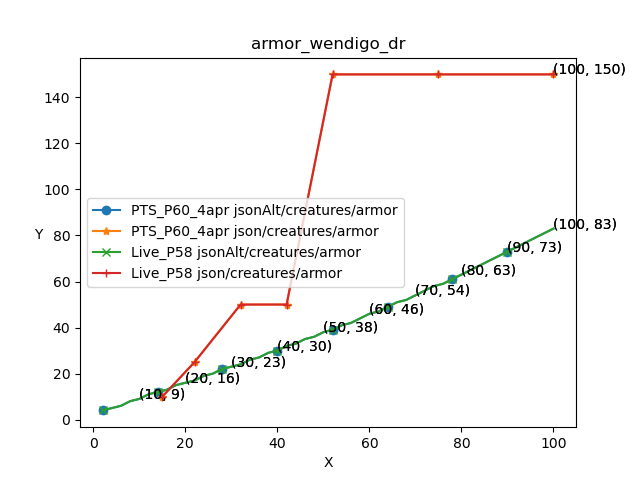 armor_wendigo_dr
(100, 150)
140
120
100
80
60
40
20
0
Y
PTS_P60_4apr jsonAlt/creatures/armor
PTS_P60_4apr json/creatures/armor
Live_P58 jsonAlt/creatures/armor
Live_P58 json/creatures/armor
(100, 83)
(90, 73)
(80, 63)
(70, 54)
(60, 46)
(50, 38)
(40, 30)
(30, 23)
(20, 16)
(10, 9)
0 20 40 60 80 100
X